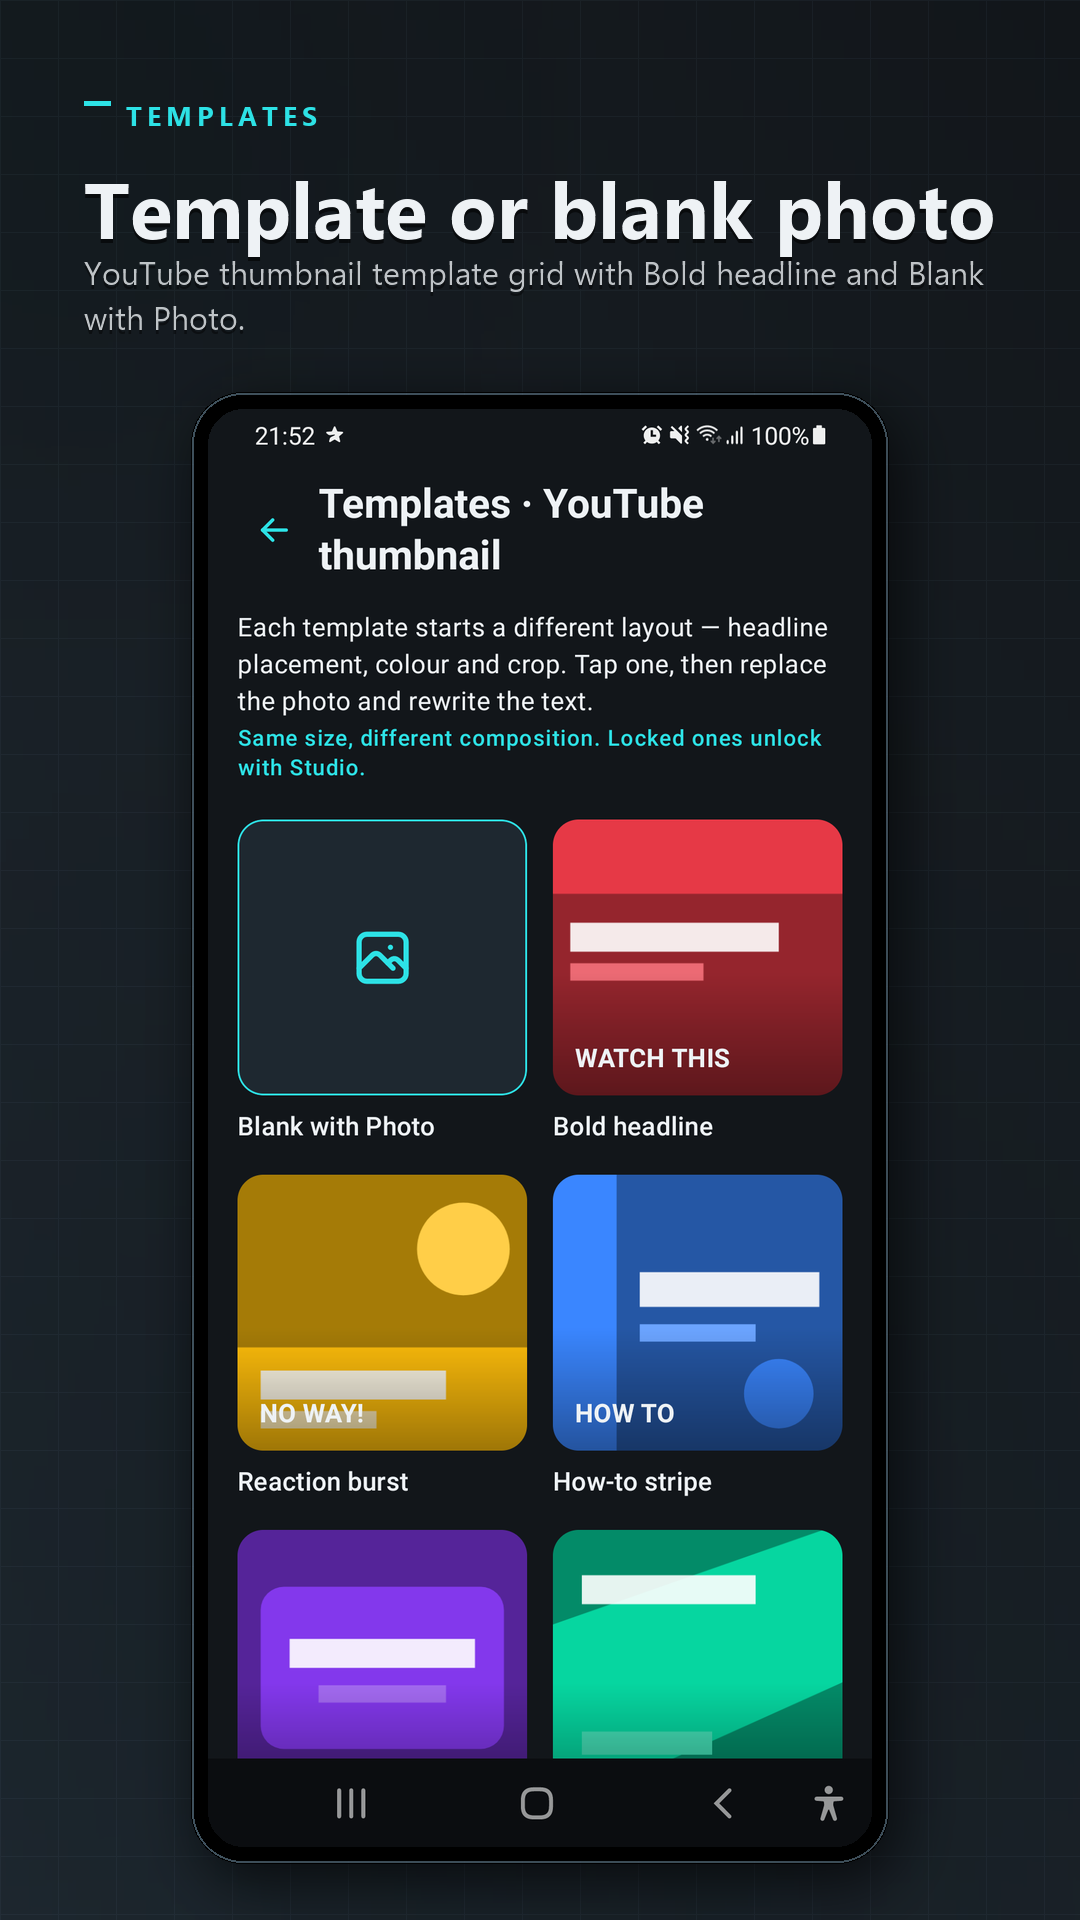 TEMPLATES
Template or blank photo
YouTube thumbnail template grid with Bold headline and Blank
with Photo.
21:52 100%
Templates · YouTube
thumbnail
Each template starts a different layout — headline
placement, colour and crop. Tap one, then replace
the photo and rewrite the text.
Same size, different composition. Locked ones unlock
with Studio.
WATCH THIS
Blank with Photo Bold headline
NO WAY! HOW TO
Reaction burst How-to stripe